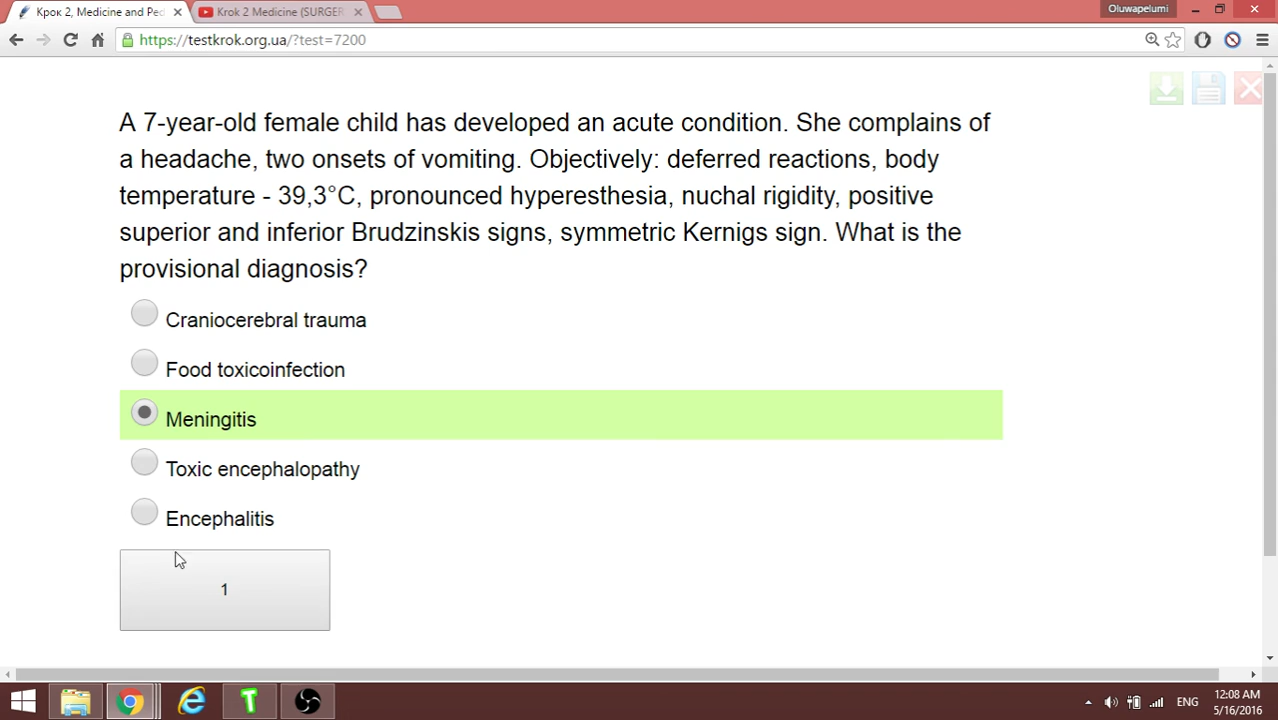 Крок 2, Medicine and Ped
Krok 2 Medicine (SURGER
Oluwapelumi
https://testkrok.org.ua/?test=7200
A 7-year-old female child has developed an acute condition. She complains of
a headache, two onsets of vomiting. Objectively: deferred reactions, body
temperature - 39,3°C, pronounced hyperesthesia, nuchal rigidity, positive
superior and inferior Brudzinskis signs, symmetric Kernigs sign. What is the
provisional diagnosis?
Craniocerebral trauma
Food toxicoinfection
Meningitis
Toxic encephalopathy
Encephalitis
1
ENG
12:08 AM
5/16/2016